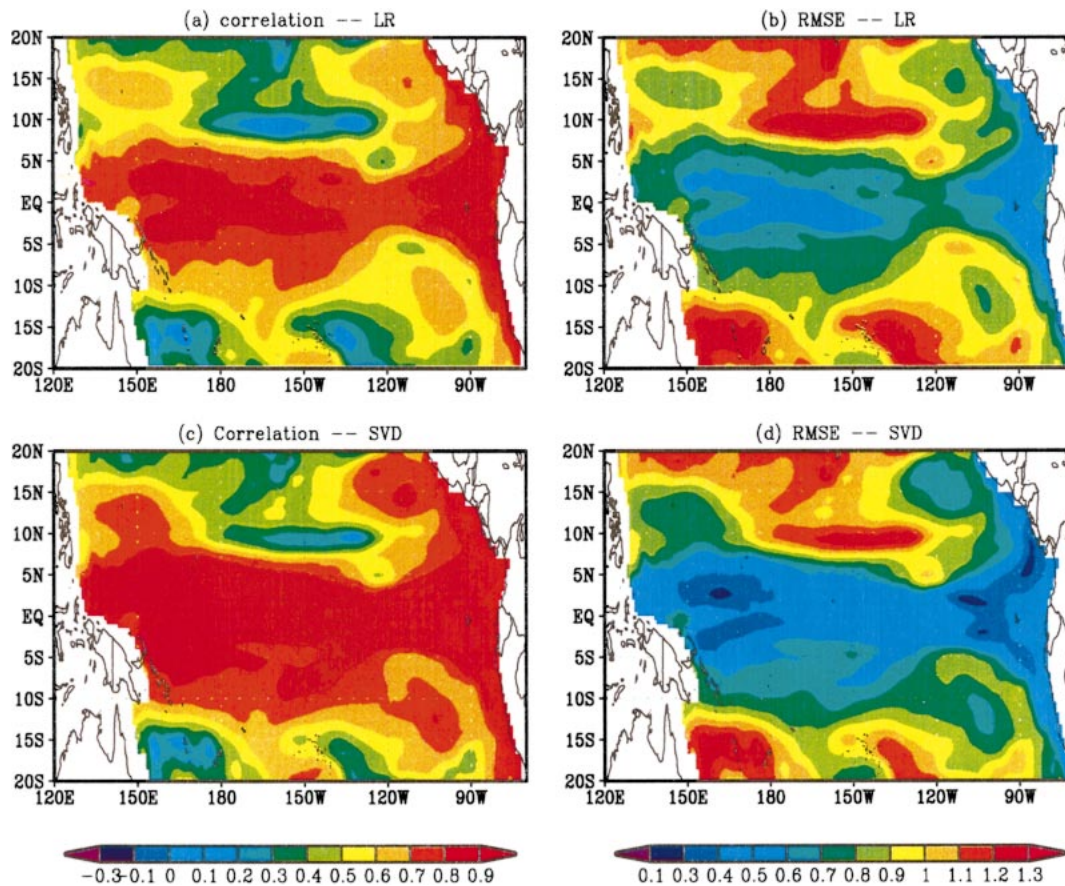 (a) correlation -- LR
(b) RMSE -- LR
20N
15N
10N
5N
EQ
5S
10S
15S
20S
120E 150E 180 150W 120W 90W
20N
15N
10N
5N
EQ
5S
10S
15S
20S
120E 150E 180 150W 120W 90W
(c) Correlation -- SVD
(d) RMSE -- SVD
20N
15N
10N
5N
EQ
5S
10S
15S
20S
120E 150E 180 150W 120W 90W
20N
15N
10N
5N
EQ
5S
10S
15S
20S
120E 150E 180 150W 120W 90W
-0.3 -0.1 0 0.1 0.2 0.3 0.4 0.5 0.6 0.7 0.8 0.9
0.1 0.3 0.4 0.5 0.6 0.7 0.8 0.9 1 1.1 1.2 1.3